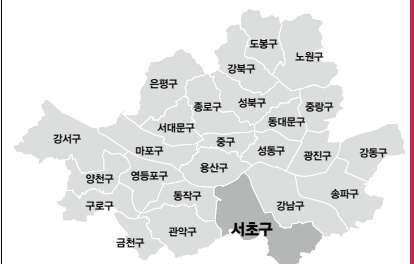 도봉구
노원구
강북구
은평구
성북구
종로구
중랑구
동대문구
서대문구
강서구
중구
마포구
성동구
광진구
강동구
용산구
양천구
영등포구
동작구
송파구
구로구
강남구
서초구
관악구
금천구